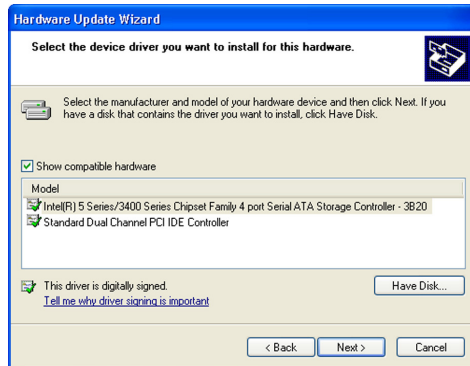 Hardware Update Wizard
Select the device driver you want to install for this hardware.
Select the manufacturer and model of your hardware device and then click Next. If you
have a disk that contains the driver you want to install, click Have Disk.
Show compatible hardware
Model
Intel(R) 5 Series/3400 Series Chipset Family 4 port Serial ATA Storage Controller - 3B20
Standard Dual Channel PCI IDE Controller
This driver is digitally signed.
Have Disk...
Tell me why driver signing is important
< Back
Next >
Cancel